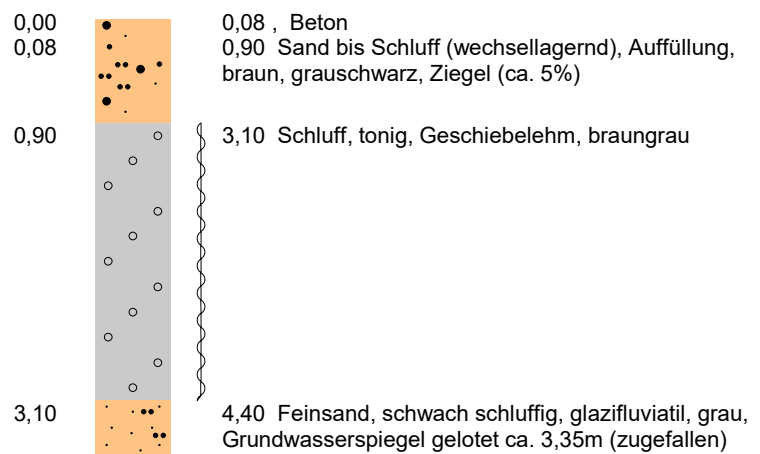 0,00
0,08 ,  Beton
0,08
0,90  Sand bis Schluff (wechsellagernd), Auffüllung,
braun, grauschwarz, Ziegel (ca. 5%)
0,90
3,10  Schluff, tonig, Geschiebelehm, braungrau
3,10
4,40  Feinsand, schwach schluffig, glazifluviatil, grau,
Grundwasserspiegel gelotet ca. 3,35m (zugefallen)